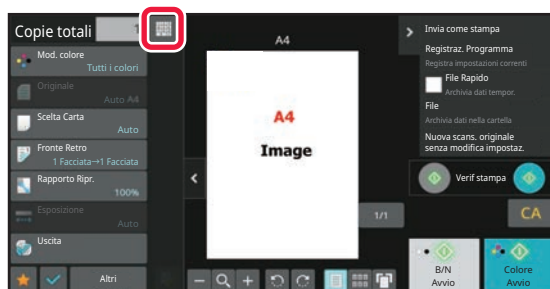 Copie totali 1
Mod. colore
Tutti i colori
Originale
Auto A4
Scelta Carta
Auto
Fronte Retro
1 Facciata→1 Facciata
Rapporto Ripr.
100%
Esposizione
Auto
Uscita
Altri
A4
A4
Image
1/1
Invia come stampa
Registraz. Programma
Registra impostazioni correnti
File Rapido
Archivia dati tempor.
File
Archivia dati nella cartella
Nuova scans. originale
senza modifica impostaz.
Verif stampa
CA
B/N
Avvio
Colore
Avvio